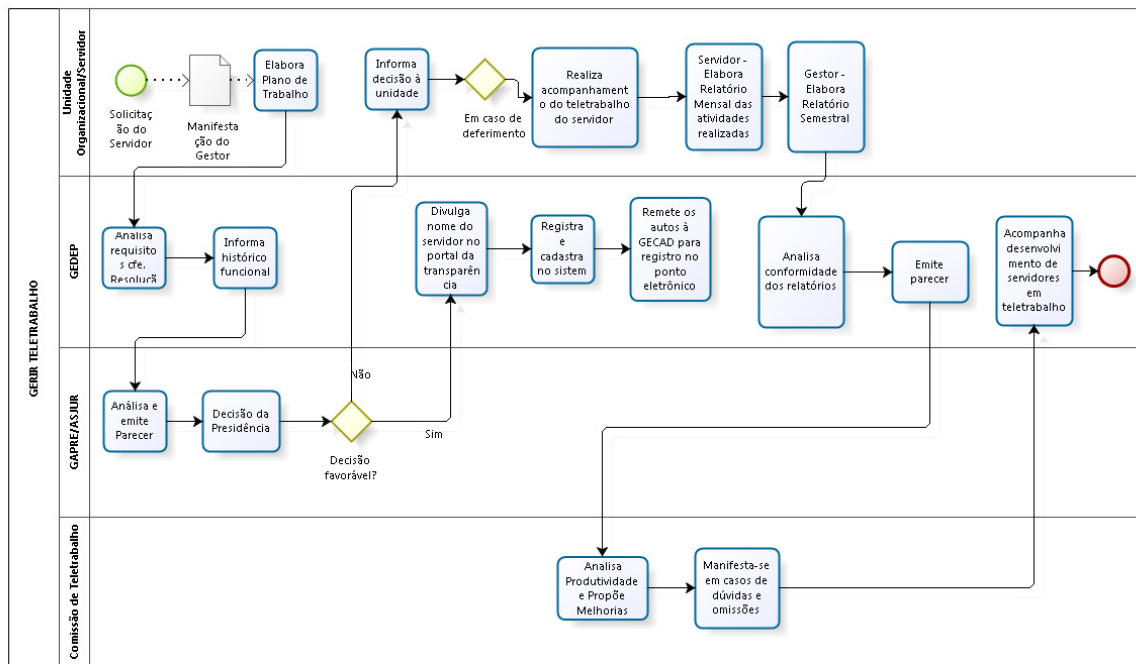 GERIR TELETRABALHO
Unidade
Organizacional/Servidor
Solicitaç
ão do
Servidor
Manifesta
ção do
Gestor
Elabora
Plano de
Trabalho
Informa
decisão à
unidade
Em caso de
deferimento
Realiza
acompanhament
o do teletrabalho
do servidor
Servidor -
Elabora
Relatório
Mensal das
atividades
realizadas
Gestor -
Elabora
Relatório
Semestral
GEDEP
Analisa
requisito
s cfe.
Resoluçã
Informa
histórico
funcional
Divulga
nome do
servidor no
portal da
transparên
cia
Registra e
cadastra
no sistem
Remete os
autos à
GECAD para
registro no
ponto
eletrônico
Analisa
conformidade
dos relatórios
Emite
parecer
Acompanha
desenvolvi
mento de
servidores
em
teletrabalho
GAPRE/ASJUR
Análisa e
emite
Parecer
Decisão da
Presidência
Decisão
favorável?
Não
Sim
Comissão de Teletrabalho
Analisa
Produtividade
e Propõe
Melhorias
Manifesta-se
em casos de
dúvidas e
omissões